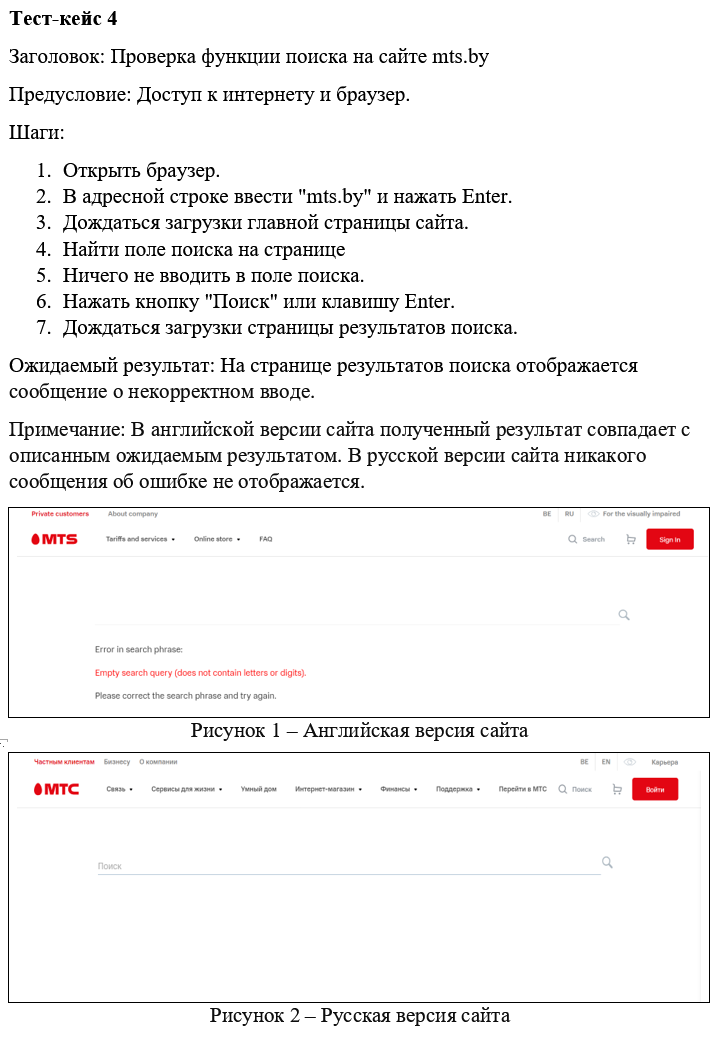 Тест-кейс 4
Заголовок: Проверка функции поиска на сайте mts.by
Предусловие: Доступ к интернету и браузер.
Шаги:
1. Открыть браузер.
2. В адресной строке ввести "mts.by" и нажать Enter.
3. Дождаться загрузки главной страницы сайта.
4. Найти поле поиска на странице
5. Ничего не вводить в поле поиска.
6. Нажать кнопку "Поиск" или клавишу Enter.
7. Дождаться загрузки страницы результатов поиска.
Ожидаемый результат: На странице результатов поиска отображается
сообщение о некорректном вводе.
Примечание: В английской версии сайта полученный результат совпадает с
описанным ожидаемым результатом. В русской версии сайта никакого
сообщения об ошибке не отображается.
Private customers About company BE RU For the visually impaired
MTS Tariffs and services Online store FAQ Search Sign In
Error in search phrase:
Empty search query (does not contain letters or digits).
Please correct the search phrase and try again.
Рисунок 1 – Английская версия сайта
Частным клиентам Бизнесу О компании BE EN Карьера
МТС Связь Сервисы для жизни Умный дом Интернет-магазин Финансы Поддержка Перейти в МТС Поиск Войти
Поиск
Рисунок 2 – Русская версия сайта